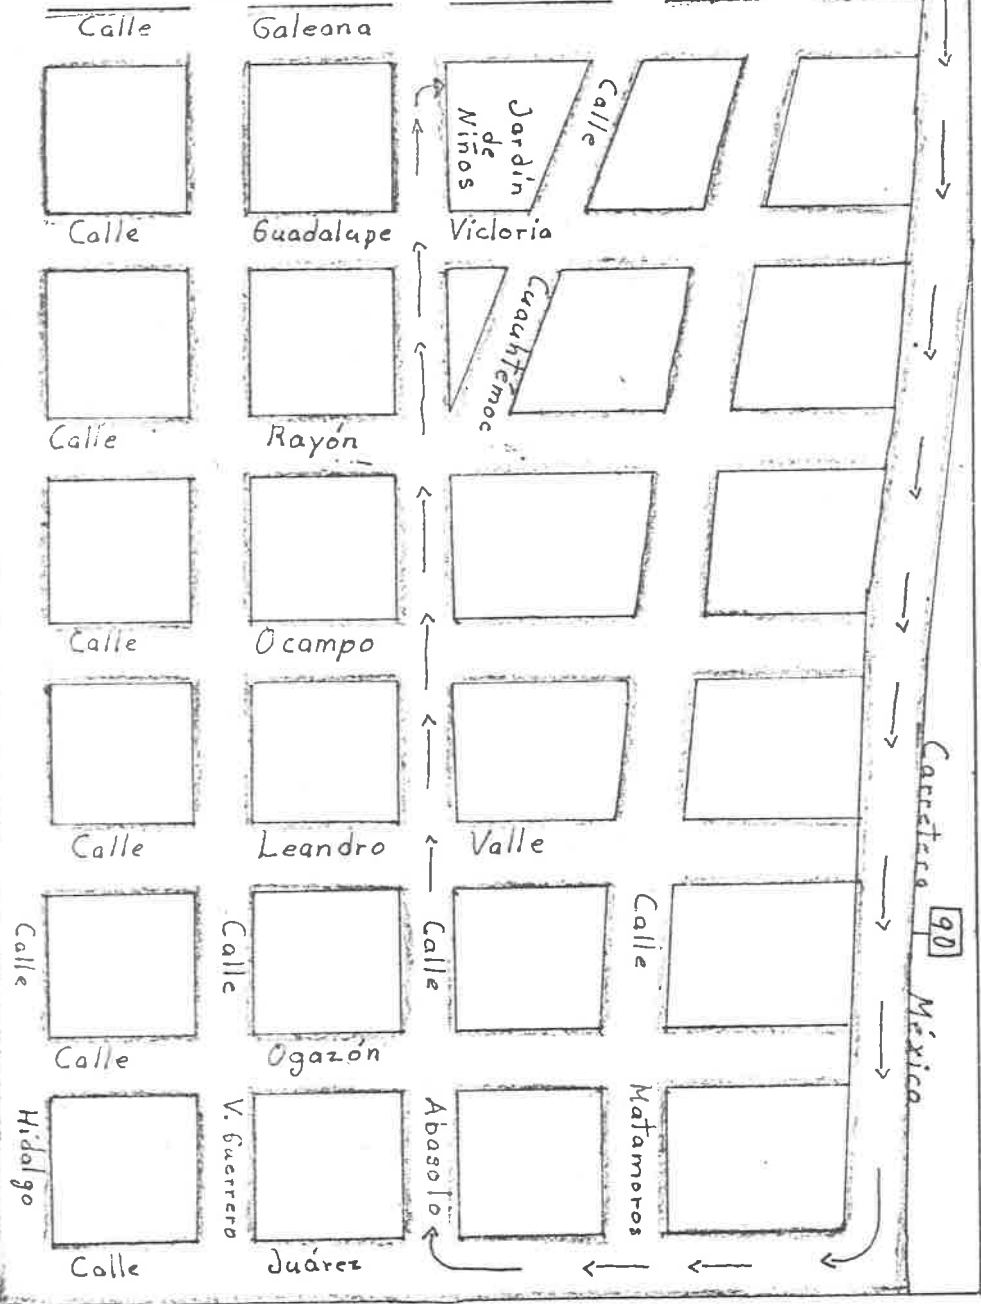 Calle Galeana
Jardín
de
Niños
Calle
Cuauhtémoc
Calle Guadalupe Victoria
Calle Rayón
Calle Ocampo
Calle Leandro Valle
Carretera
90
México
Calle Hidalgo
Calle V. Guerrero
Calle Abasolo
Calle Matamoros
Calle Ogazón
Calle Juárez